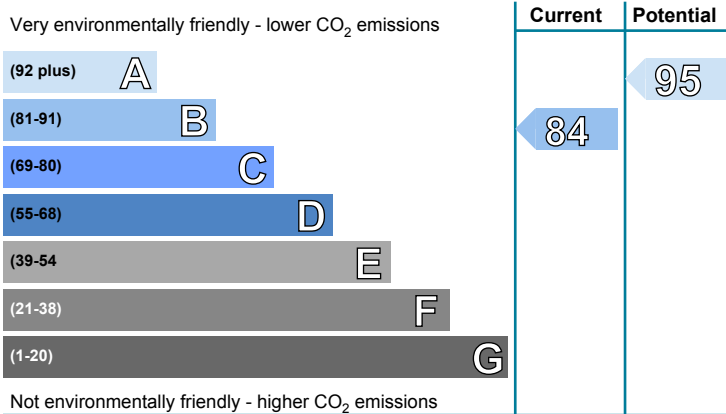 Very environmentally friendly - lower CO2 emissions
Current
Potential
(92 plus) A
95
(81-91) B
84
(69-80) C
(55-68) D
(39-54 E
(21-38) F
(1-20) G
Not environmentally friendly - higher CO2 emissions